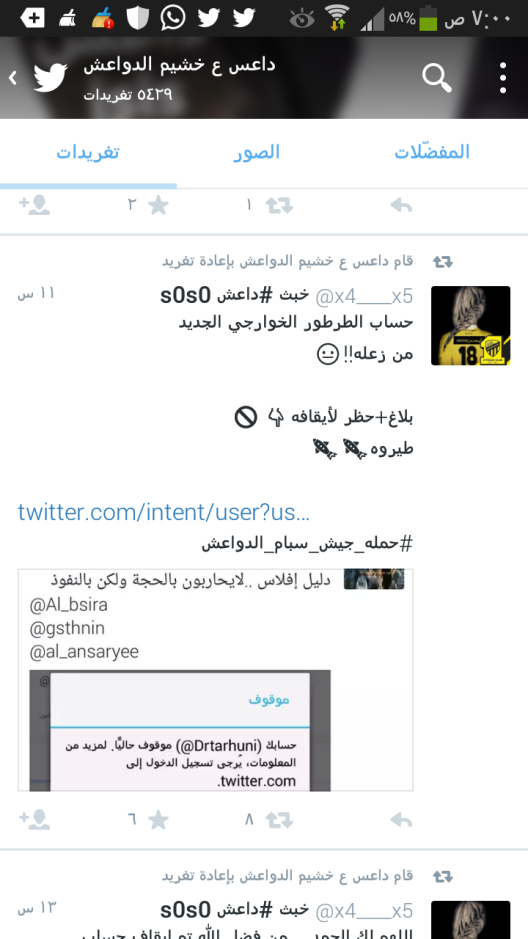 ٧:٠٠ ص ٥٨%
داعس ع خشيم الدواعش
٥٤٢٩ تغريدات
المفضّلات الصور تغريدات
١ ٢
قام داعس ع خشيم الدواعش بإعادة تغريد
s0s0 خبث #داعش @x4____x5 ١١ س
حساب الطرطور الخوارجي الجديد
من زعله!!
بلاغ+حظر لأيقافه
طيروه
twitter.com/intent/user?us...
#حمله_جيش_سبام_الدواعش
دليل إفلاس ..لايحاربون بالحجة ولكن بالنفوذ
@Al_bsira
@gsthnin
@al_ansaryee
موقوف
حسابك (@Drtarhuni) موقوف حاليًا. لمزيد من
المعلومات، يُرجى تسجيل الدخول إلى
twitter.com.
٨ ٦
قام داعس ع خشيم الدواعش بإعادة تغريد
s0s0 خبث #داعش @x4____x5 ١٣ س
اللهم لك الحمد ... من فضل الله تم ايقاف حساب